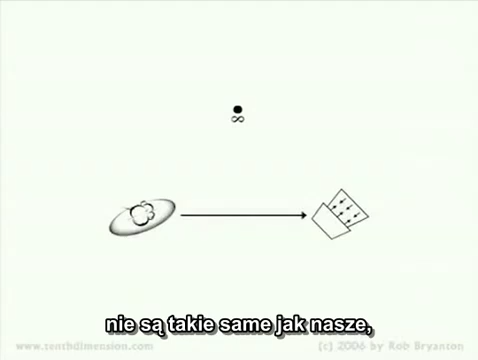 ∞
nie są takie same jak nasze,
www.tenthdimension.com
(c) 2006 by Rob Bryanton